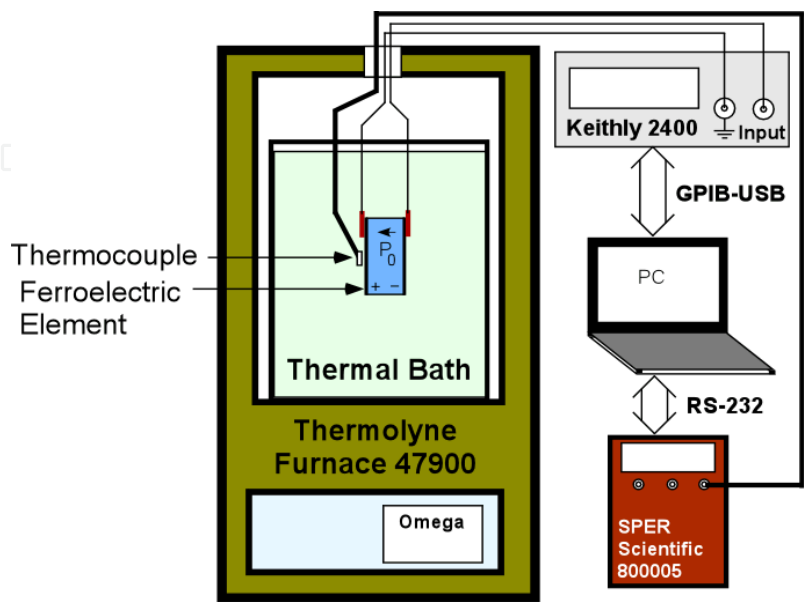 Keithly 2400
Input
GPIB-USB
Thermocouple
Ferroelectric
Element
P0
+ −
PC
Thermal Bath
RS-232
Thermolyne
Furnace 47900
Omega
SPER
Scientific
800005